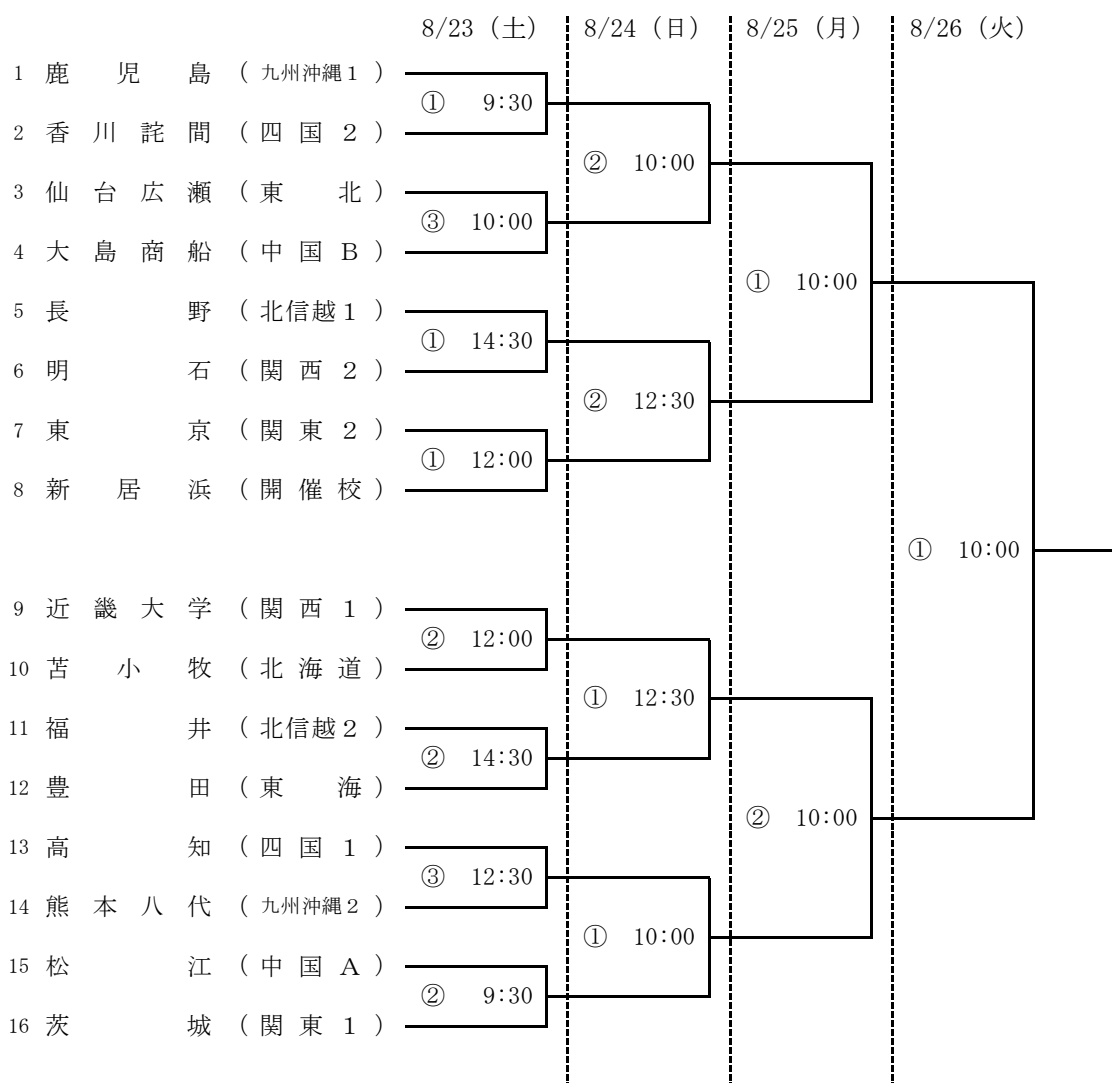 8/23（土） 8/24（日） 8/25（月） 8/26（火）
1 鹿児島（九州沖縄１）
① 9:30
2 香川詫間（四国２）
② 10:00
3 仙台広瀬（東北）
③ 10:00
4 大島商船（中国Ｂ）
① 10:00
5 長野（北信越１）
① 14:30
6 明石（関西２）
② 12:30
7 東京（関東２）
① 12:00
8 新居浜（開催校）
① 10:00
9 近畿大学（関西１）
② 12:00
10 苫小牧（北海道）
① 12:30
11 福井（北信越２）
② 14:30
12 豊田（東海）
② 10:00
13 高知（四国１）
③ 12:30
14 熊本八代（九州沖縄２）
① 10:00
15 松江（中国Ａ）
② 9:30
16 茨城（関東１）